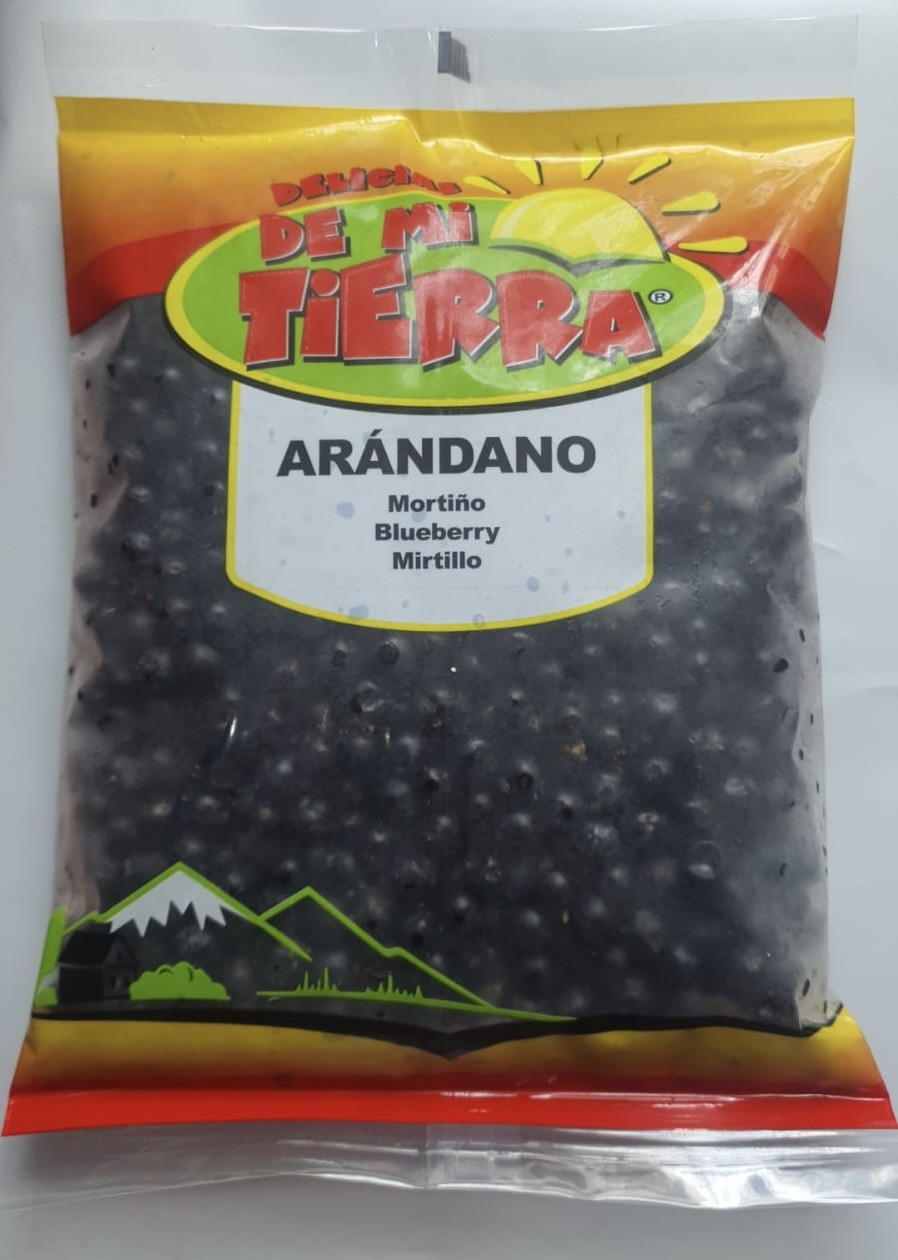 DELICIAS
DE Mi
TiERRA®
ARÁNDANO
Mortiño
Blueberry
Mirtillo